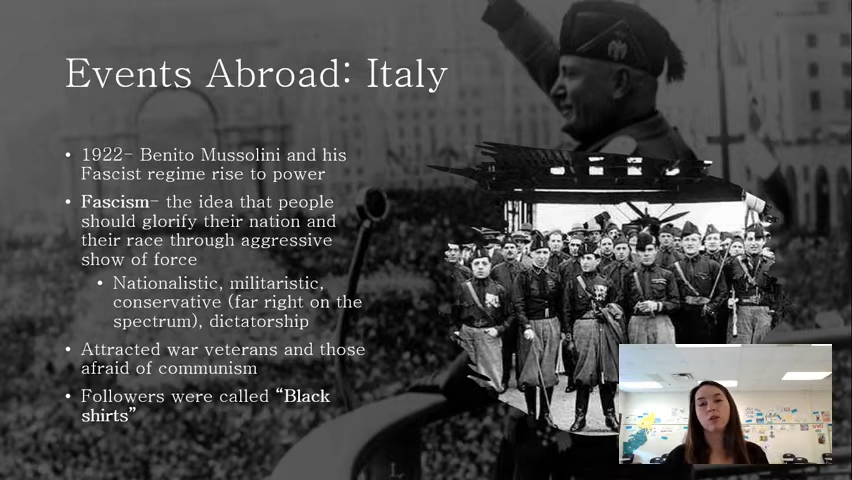 Events Abroad: Italy
• 1922– Benito Mussolini and his
Fascist regime rise to power
• Fascism– the idea that people
should glorify their nation and
their race through aggressive
show of force
• Nationalistic, militaristic,
conservative (far right on the
spectrum), dictatorship
• Attracted war veterans and those
afraid of communism
• Followers were called “Black
shirts”